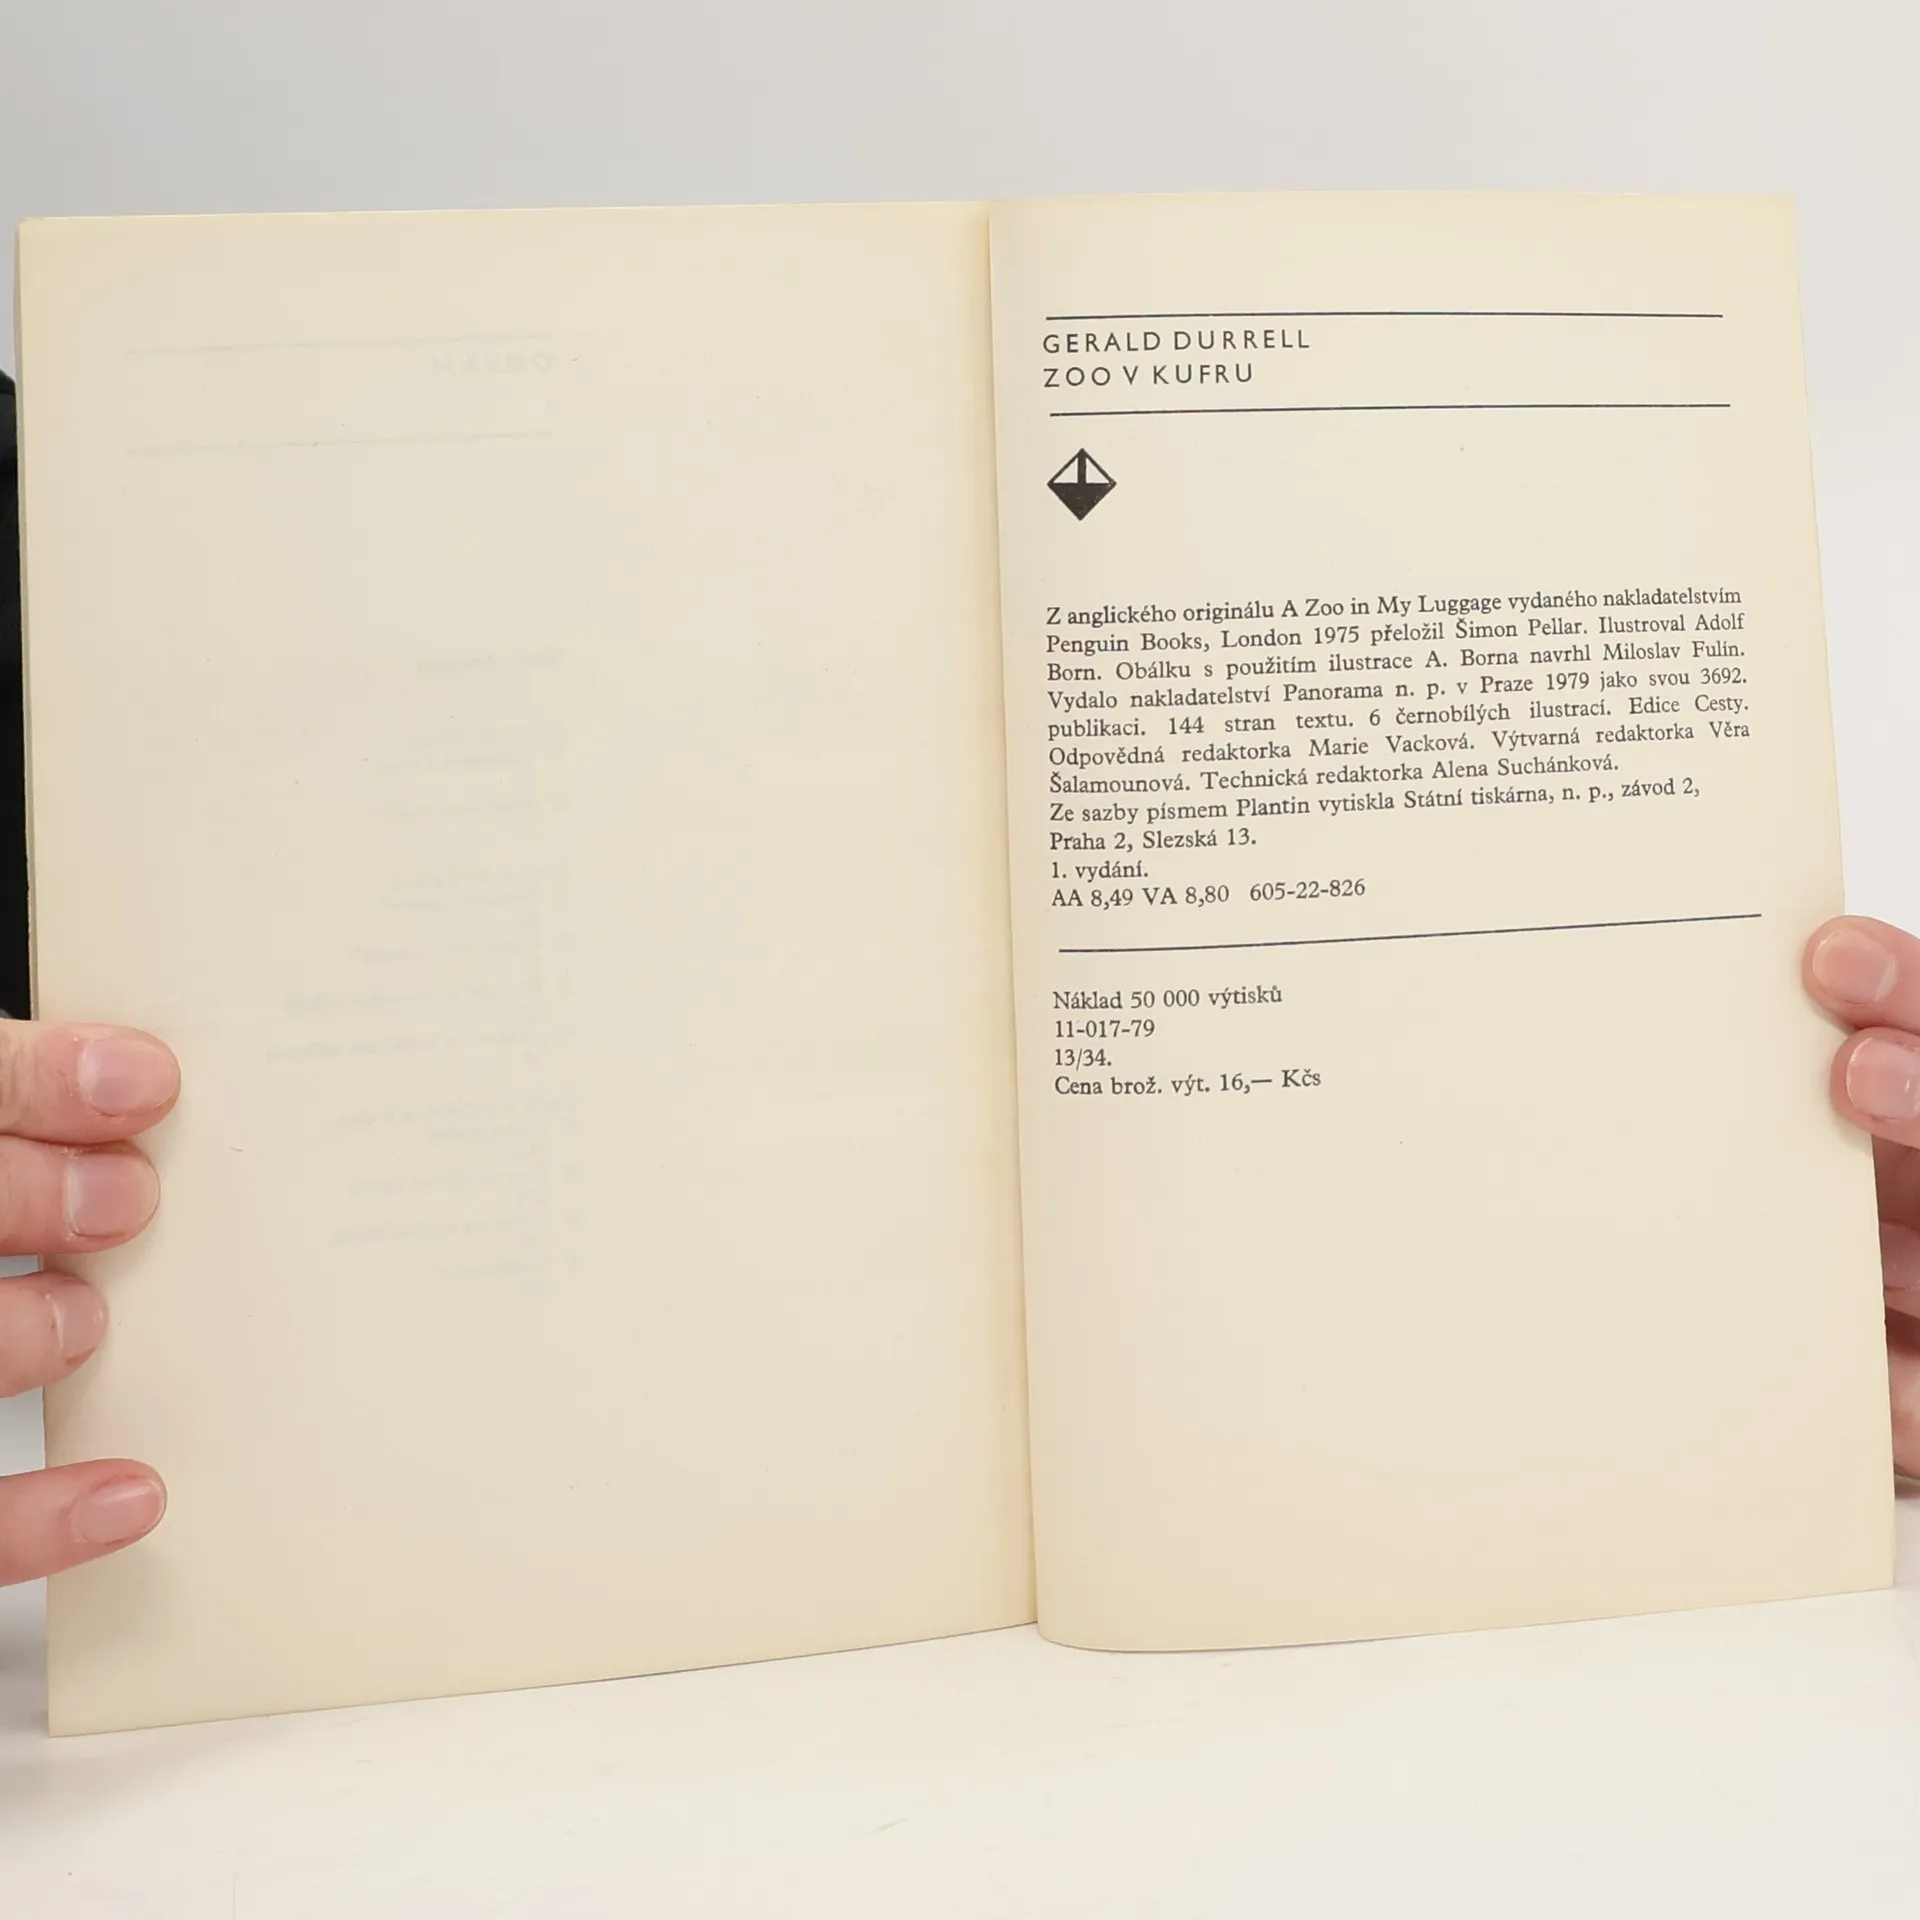 GERALD DURRELL
ZOO V KUFRU
Z anglického originálu A Zoo in My Luggage vydaného nakladatelstvím
Penguin Books, London 1975 přeložil Šimon Pellar. Ilustroval Adolf
Born. Obálku s použitím ilustrace A. Borna navrhl Miloslav Fulín.
Vydalo nakladatelství Panorama n. p. v Praze 1979 jako svou 3692.
publikaci. 144 stran textu. 6 černobílých ilustrací. Edice Cesty.
Odpovědná redaktorka Marie Vacková. Výtvarná redaktorka Věra
Šalamounová. Technická redaktorka Alena Suchánková.
Ze sazby písmem Plantin vytiskla Státní tiskárna, n. p., závod 2,
Praha 2, Slezská 13.
1. vydání.
AA 8,49 VA 8,80 605-22-826
Náklad 50 000 výtisků
11-017-79
13/34.
Cena brož. výt. 16,— Kčs